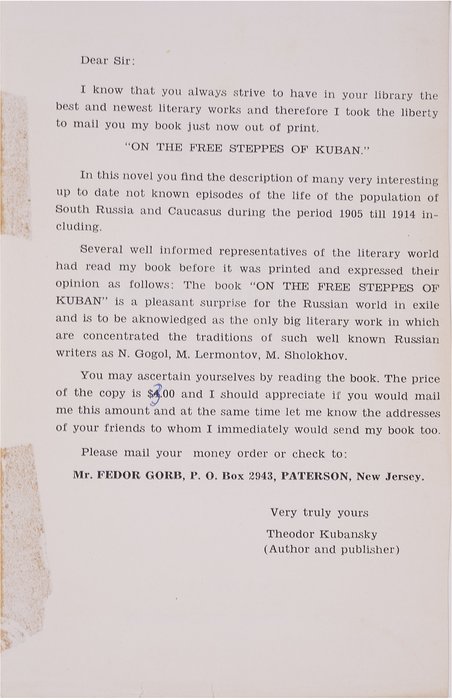 Dear Sir:
I know that you always strive to have in your library the
best and newest literary works and therefore I took the liberty
to mail you my book just now out of print.
"ON THE FREE STEPPES OF KUBAN."
In this novel you find the description of many very interesting
up to date not known episodes of the life of the population of
South Russia and Caucasus during the period 1905 till 1914 in-
cluding.
Several well informed representatives of the literary world
had read my book before it was printed and expressed their
opinion as follows: The book "ON THE FREE STEPPES OF
KUBAN" is a pleasant surprise for the Russian world in exile
and is to be aknowledged as the only big literary work in which
are concentrated the traditions of such well known Russian
writers as N. Gogol, M. Lermontov, M. Sholokhov.
You may ascertain yourselves by reading the book. The price
of the copy is $3.00 and I should appreciate if you would mail
me this amount and at the same time let me know the addresses
of your friends to whom I immediately would send my book too.
Please mail your money order or check to:
Mr. FEDOR GORB, P. O. Box 2943, PATERSON, New Jersey.
Very truly yours
Theodor Kubansky
(Author and publisher)